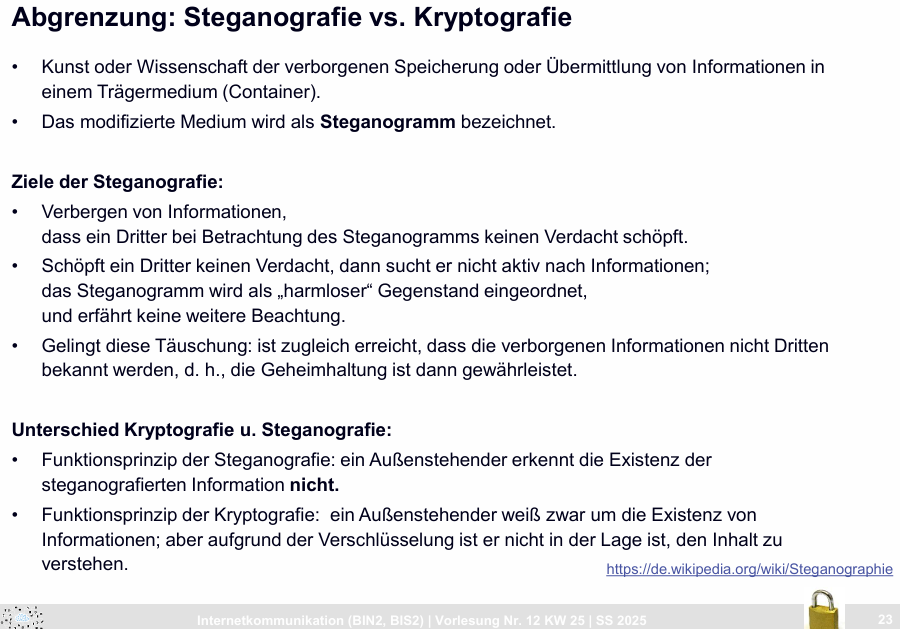 Abgrenzung: Steganografie vs. Kryptografie
• Kunst oder Wissenschaft der verborgenen Speicherung oder Übermittlung von Informationen in
einem Trägermedium (Container).
• Das modifizierte Medium wird als Steganogramm bezeichnet.
Ziele der Steganografie:
• Verbergen von Informationen,
dass ein Dritter bei Betrachtung des Steganogramms keinen Verdacht schöpft.
• Schöpft ein Dritter keinen Verdacht, dann sucht er nicht aktiv nach Informationen;
das Steganogramm wird als „harmloser“ Gegenstand eingeordnet,
und erfährt keine weitere Beachtung.
• Gelingt diese Täuschung: ist zugleich erreicht, dass die verborgenen Informationen nicht Dritten
bekannt werden, d. h., die Geheimhaltung ist dann gewährleistet.
Unterschied Kryptografie u. Steganografie:
• Funktionsprinzip der Steganografie: ein Außenstehender erkennt die Existenz der
steganografierten Information nicht.
• Funktionsprinzip der Kryptografie:  ein Außenstehender weiß zwar um die Existenz von
Informationen; aber aufgrund der Verschlüsselung ist er nicht in der Lage ist, den Inhalt zu
verstehen.
https://de.wikipedia.org/wiki/Steganographie
Internetkommunikation (BIN2, BIS2) | Vorlesung Nr. 12 KW 25 | SS 2025
23